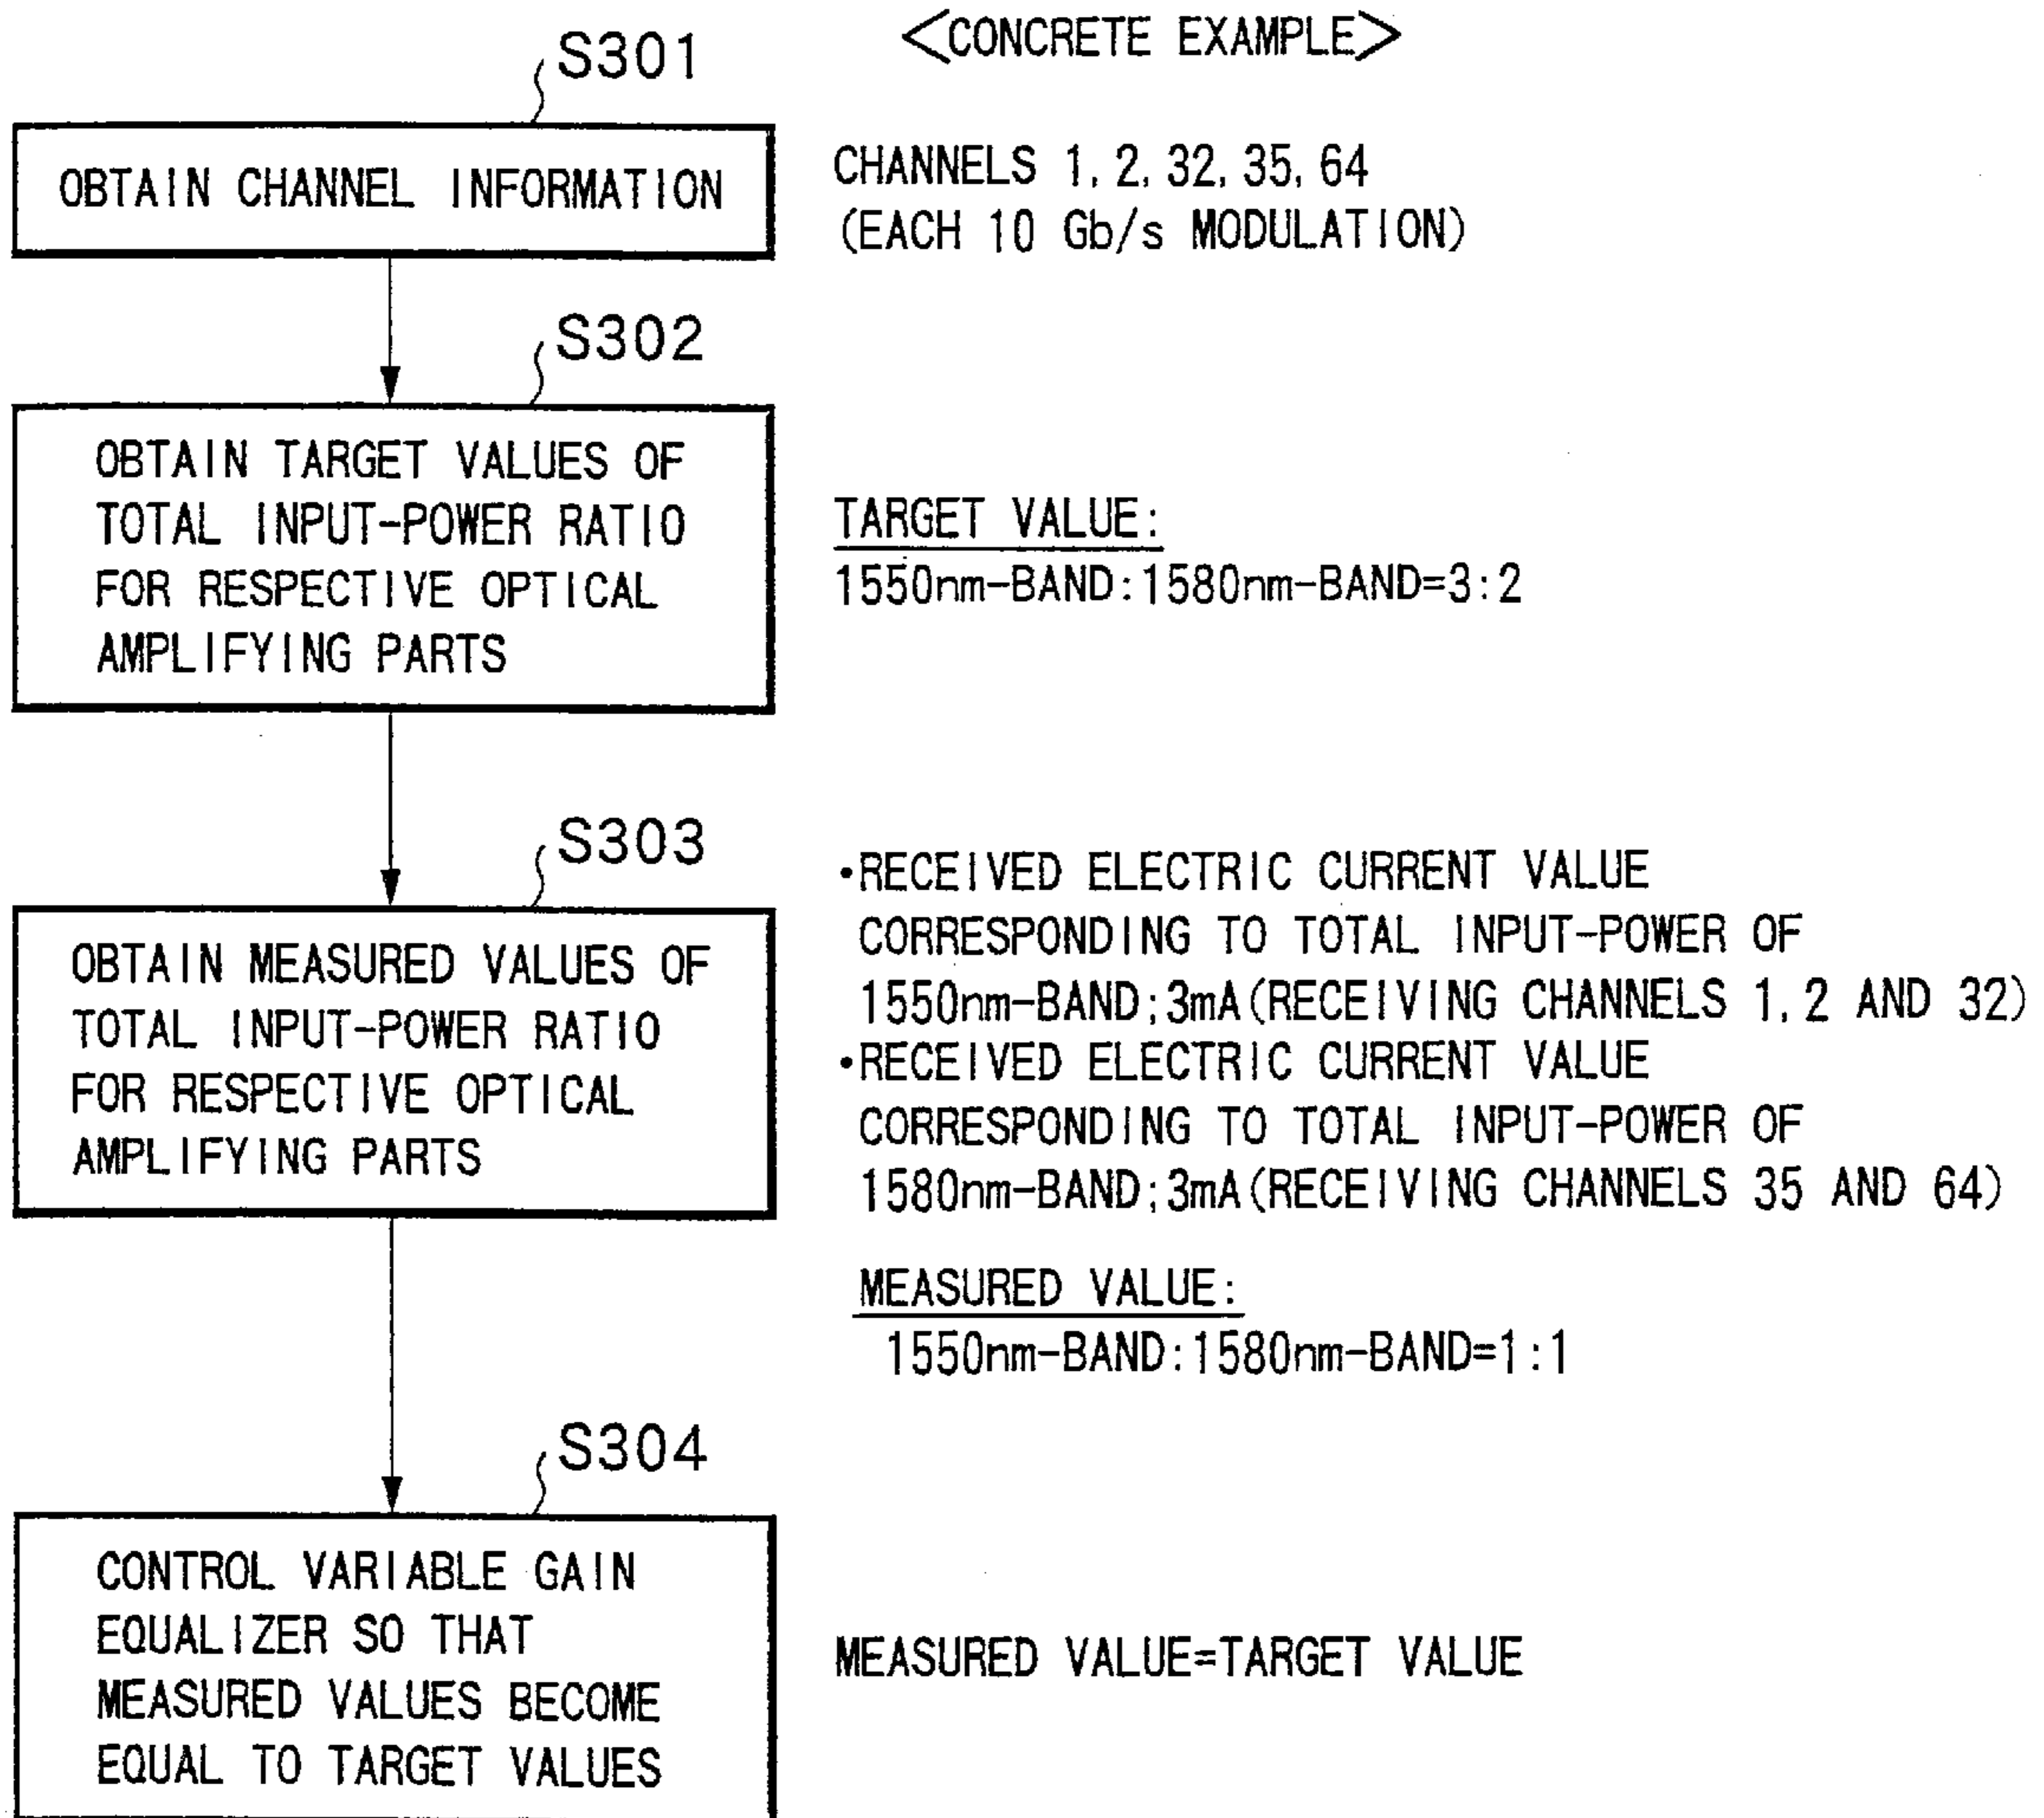 <CONCRETE EXAMPLE>
S301
OBTAIN CHANNEL INFORMATION
CHANNELS 1, 2, 32, 35, 64
(EACH 10 Gb/s MODULATION)
S302
OBTAIN TARGET VALUES OF
TOTAL INPUT-POWER RATIO
FOR RESPECTIVE OPTICAL
AMPLIFYING PARTS
TARGET VALUE:
1550nm-BAND:1580nm-BAND=3:2
S303
OBTAIN MEASURED VALUES OF
TOTAL INPUT-POWER RATIO
FOR RESPECTIVE OPTICAL
AMPLIFYING PARTS
•RECEIVED ELECTRIC CURRENT VALUE
CORRESPONDING TO TOTAL INPUT-POWER OF
1550nm-BAND;3mA(RECEIVING CHANNELS 1, 2 AND 32)
•RECEIVED ELECTRIC CURRENT VALUE
CORRESPONDING TO TOTAL INPUT-POWER OF
1580nm-BAND;3mA(RECEIVING CHANNELS 35 AND 64)
MEASURED VALUE:
1550nm-BAND:1580nm-BAND=1:1
S304
CONTROL VARIABLE GAIN
EQUALIZER SO THAT
MEASURED VALUES BECOME
EQUAL TO TARGET VALUES
MEASURED VALUE=TARGET VALUE